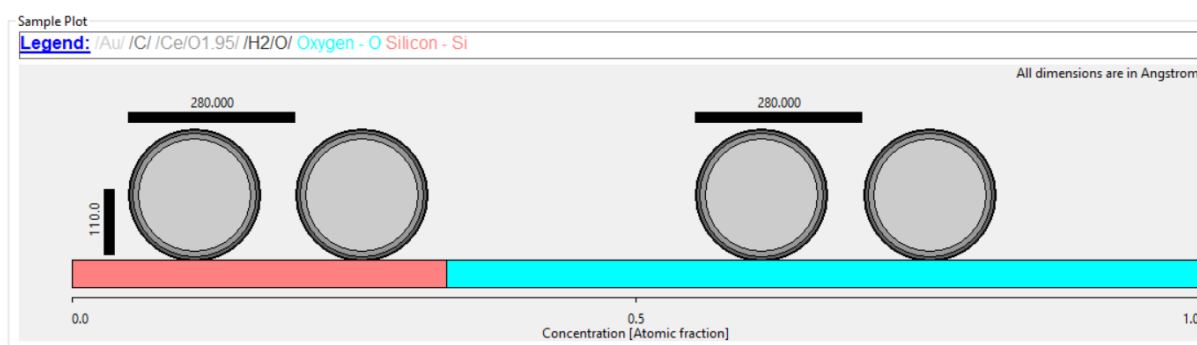 Sample Plot
Legend: /Au/ /C/ /Ce/O1.95/ /H2/O/ Oxygen - O Silicon - Si
All dimensions are in Angstrom
280.000 280.000
110.0
0.0 0.5 1.0
Concentration [Atomic fraction]